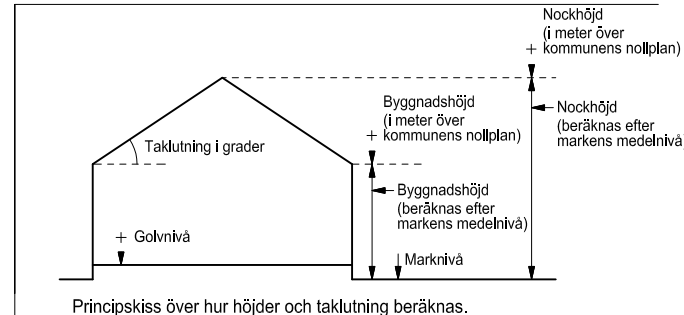 Nockhöjd
(i meter över
+ kommunens nollplan)
Byggnadshöjd
(i meter över
+ kommunens nollplan)
Nockhöjd
(beräknas efter
markens medelnivå)
Taklutning i grader
Byggnadshöjd
(beräknas efter
markens medelnivå)
+ Golvnivå
Marknivå
Principskiss över hur höjder och taklutning beräknas.